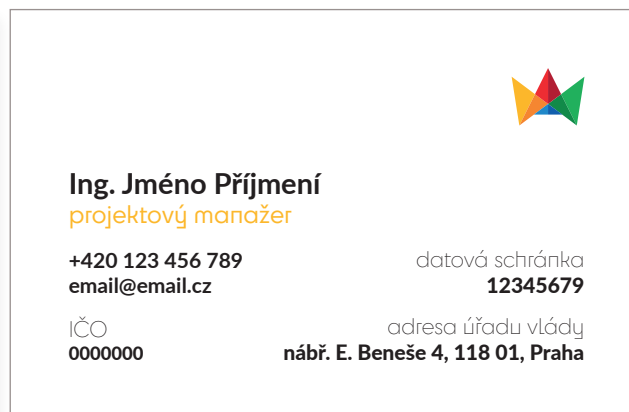 Ing. Jméno Příjmení
projektový manažer
+420 123 456 789
email@email.cz
datová schránka
12345679
IČO
0000000
adresa úřadu vlády
nábř. E. Beneše 4, 118 01, Praha